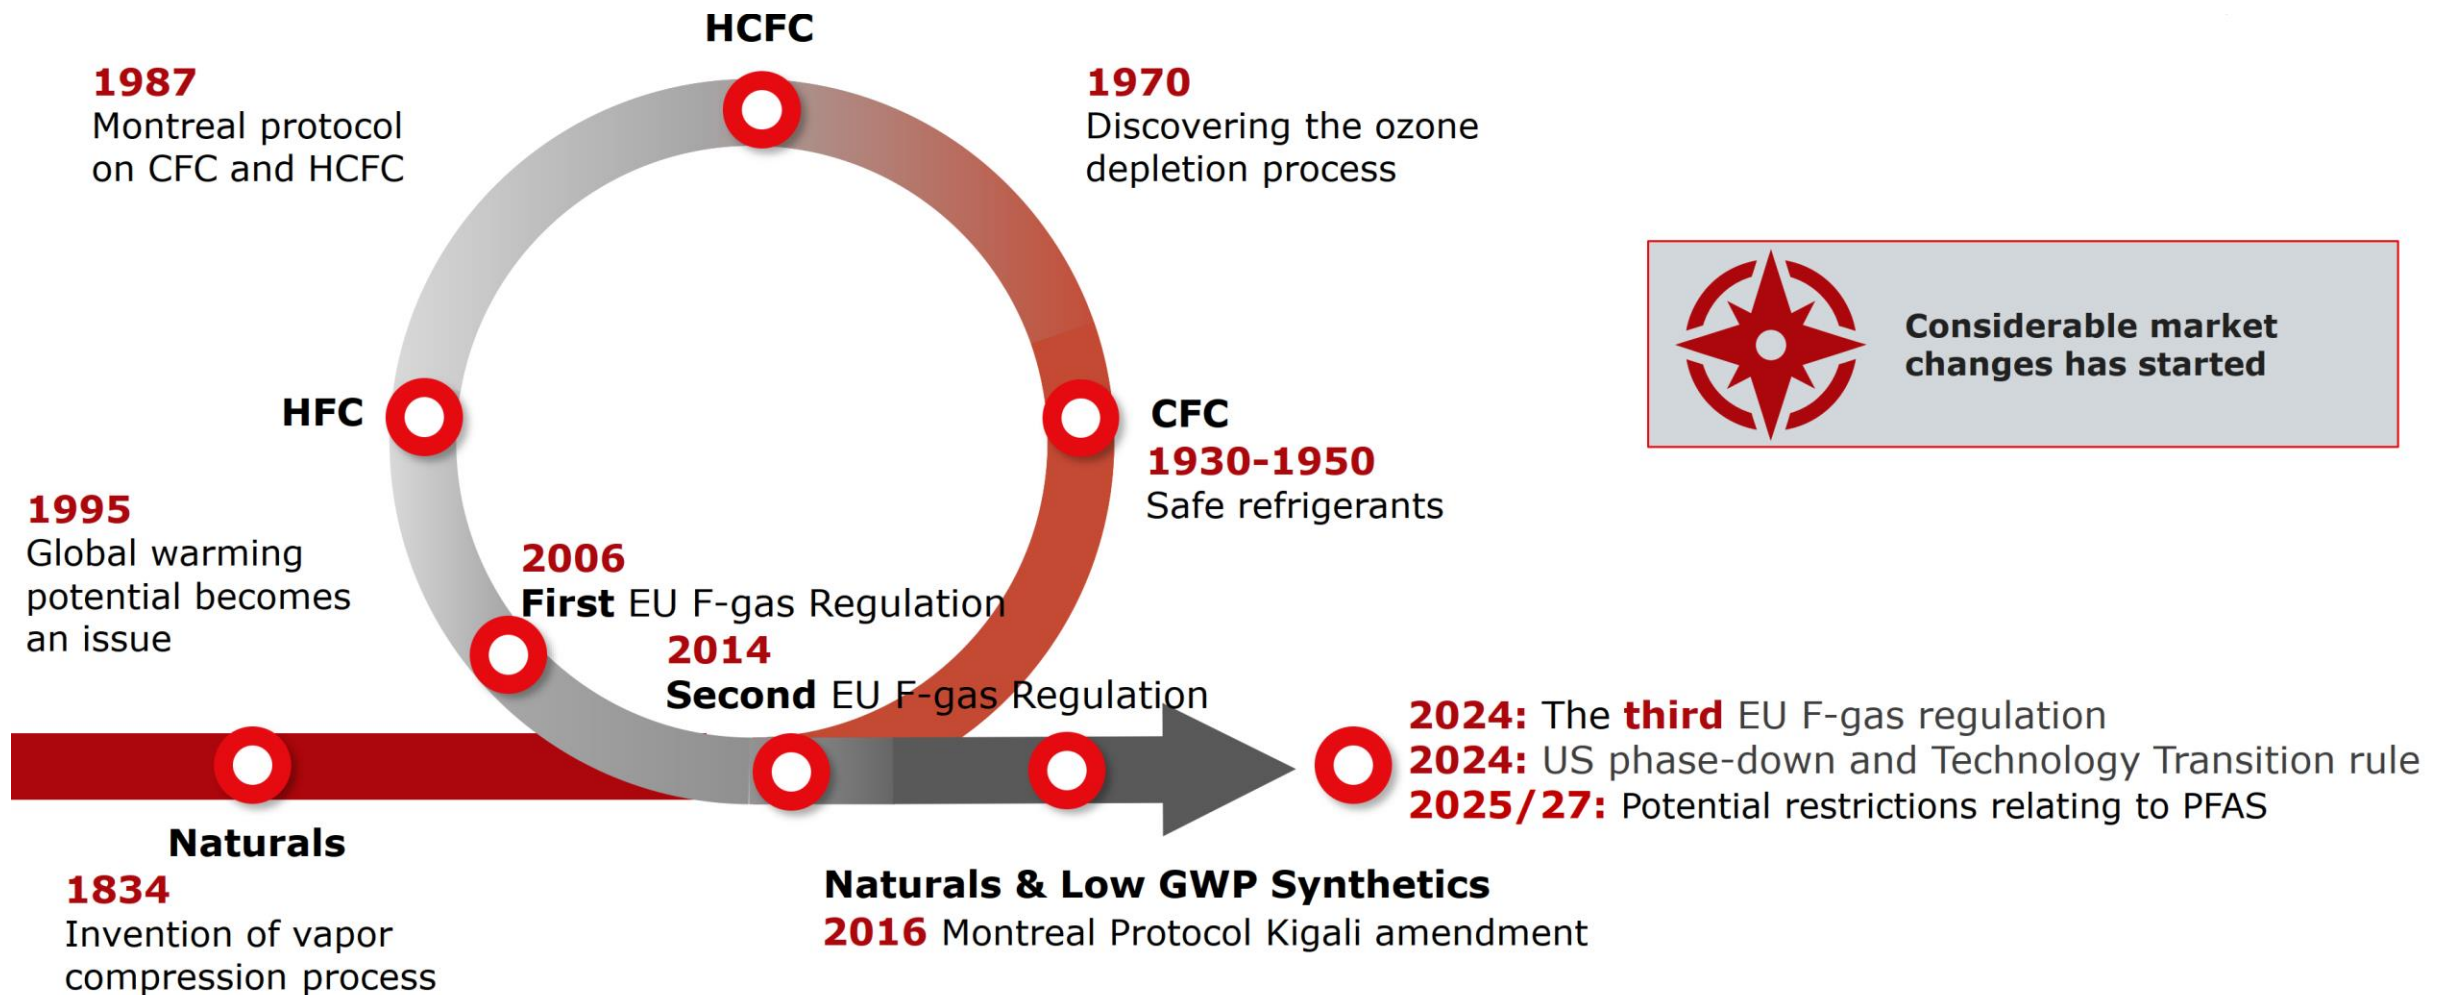 HCFC
1987
Montreal protocol
on CFC and HCFC
1970
Discovering the ozone
depletion process
Considerable market
changes has started
HFC
CFC
1930-1950
Safe refrigerants
1995
Global warming
potential becomes
an issue
2006
First EU F-gas Regulation
2014
Second EU F-gas Regulation
2024: The third EU F-gas regulation
2024: US phase-down and Technology Transition rule
2025/27: Potential restrictions relating to PFAS
Naturals
1834
Invention of vapor
compression process
Naturals & Low GWP Synthetics
2016 Montreal Protocol Kigali amendment